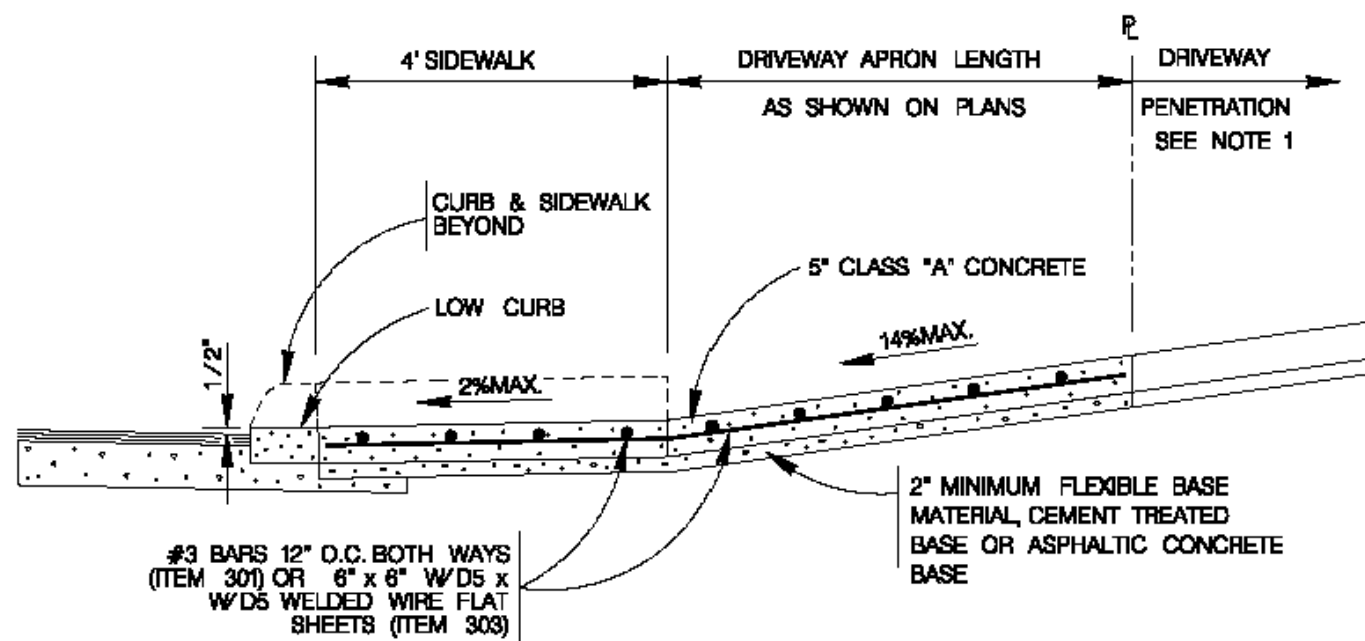 PL
4' SIDEWALK
DRIVEWAY APRON LENGTH
DRIVEWAY
AS SHOWN ON PLANS
PENETRATION
SEE NOTE 1
CURB & SIDEWALK
BEYOND
5" CLASS "A" CONCRETE
LOW CURB
14%MAX.
1/2"
2%MAX.
2" MINIMUM FLEXIBLE BASE
MATERIAL, CEMENT TREATED
BASE OR ASPHALTIC CONCRETE
BASE
#3 BARS 12" O.C. BOTH WAYS
(ITEM 301) OR 6" x 6" W/D5 x
W/D5 WELDED WIRE FLAT
SHEETS (ITEM 303)